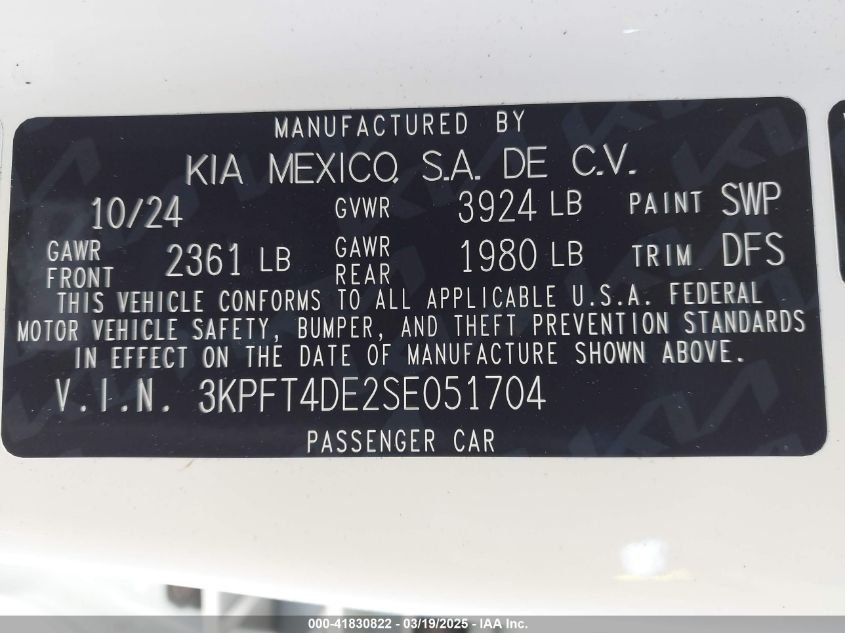 MANUFACTURED BY
KIA MEXICO, S.A. DE C.V.
10/24 GVWR 3924 LB PAINT SWP
GAWR FRONT 2361 LB GAWR REAR 1980 LB TRIM DFS
THIS VEHICLE CONFORMS TO ALL APPLICABLE U.S.A. FEDERAL
MOTOR VEHICLE SAFETY, BUMPER, AND THEFT PREVENTION STANDARDS
IN EFFECT ON THE DATE OF MANUFACTURE SHOWN ABOVE.
V.I.N. 3KPFT4DE2SE051704
PASSENGER CAR
000-41830822 - 03/19/2025 - IAA Inc.